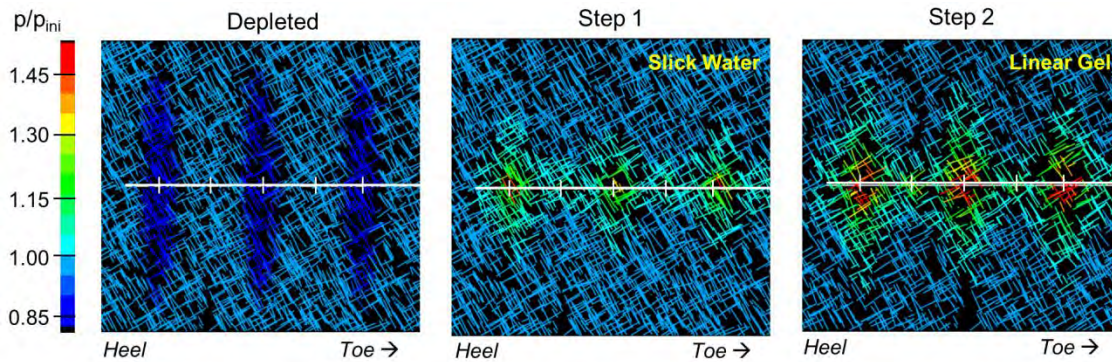 p/pini
Depleted
Step 1
Step 2
Slick Water
Linear Gel
1.45
1.30
1.15
1.00
0.85
Heel
Toe →
Heel
Toe →
Heel
Toe →